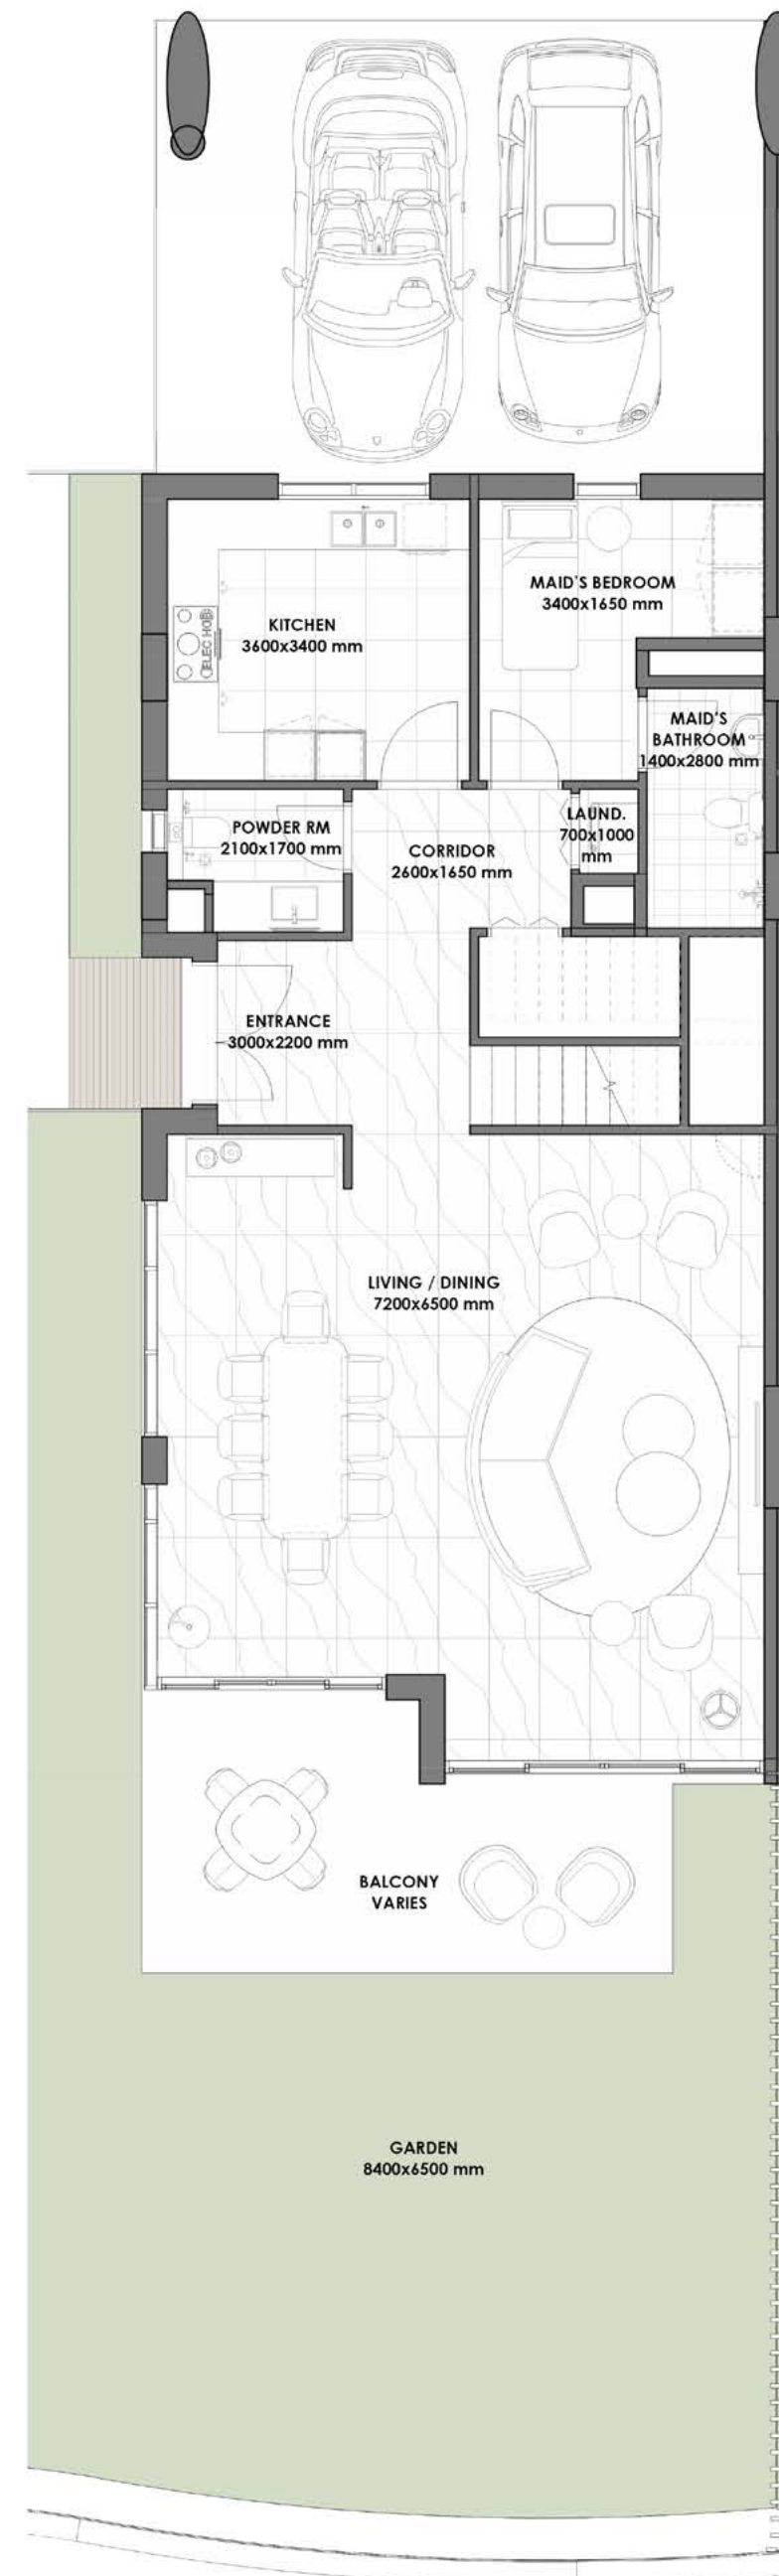 MAID'S BEDROOM
3400x1650 mm
KITCHEN
3600x3400 mm
ELEC HOB
MAID'S
BATHROOM
1400x2800 mm
POWDER RM
2100x1700 mm
LAUND.
700x1000
mm
CORRIDOR
2600x1650 mm
ENTRANCE
3000x2200 mm
LIVING / DINING
7200x6500 mm
BALCONY
VARIES
GARDEN
8400x6500 mm